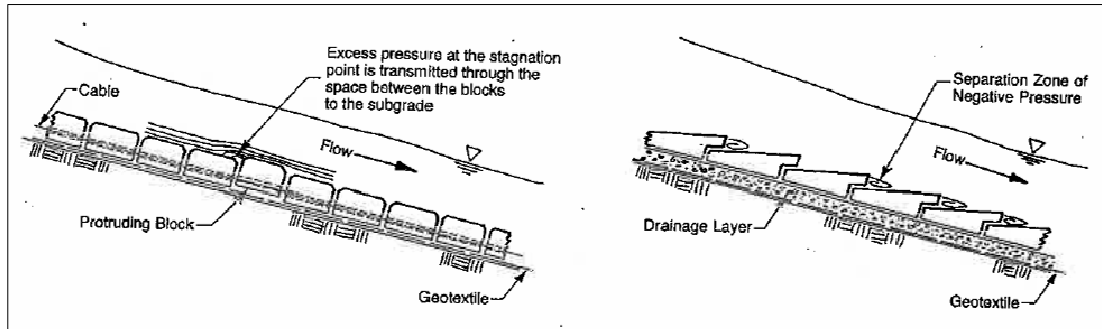 Excess pressure at the stagnation
point is transmitted through the
space between the blocks
to the subgrade
Cable
Flow
Protruding Block
Geotextile
Separation Zone of
Negative Pressure
Flow
Drainage Layer
Geotextile